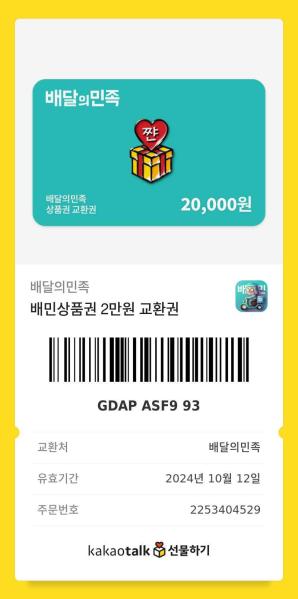 배달의민족
쨘
배달의민족
상품권 교환권
20,000원
배달의민족
배민상품권 2만원 교환권
GDAP ASF9 93
교환처 배달의민족
유효기간 2024년 10월 12일
주문번호 2253404529
kakaotalk 선물하기